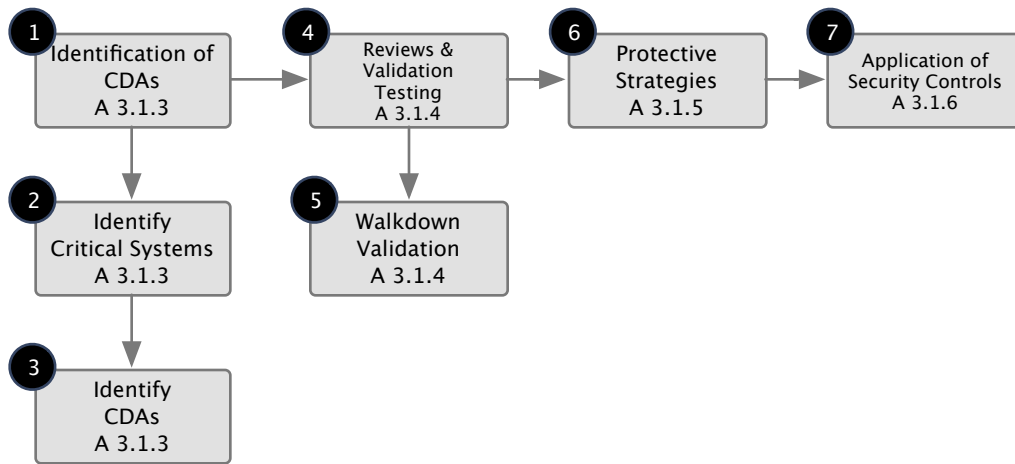 1
Identification of
CDAs
A 3.1.3
4
Reviews &
Validation
Testing
A 3.1.4
6
Protective
Strategies
A 3.1.5
7
Application of
Security Controls
A 3.1.6
2
Identify
Critical Systems
A 3.1.3
5
Walkdown
Validation
A 3.1.4
3
Identify
CDAs
A 3.1.3